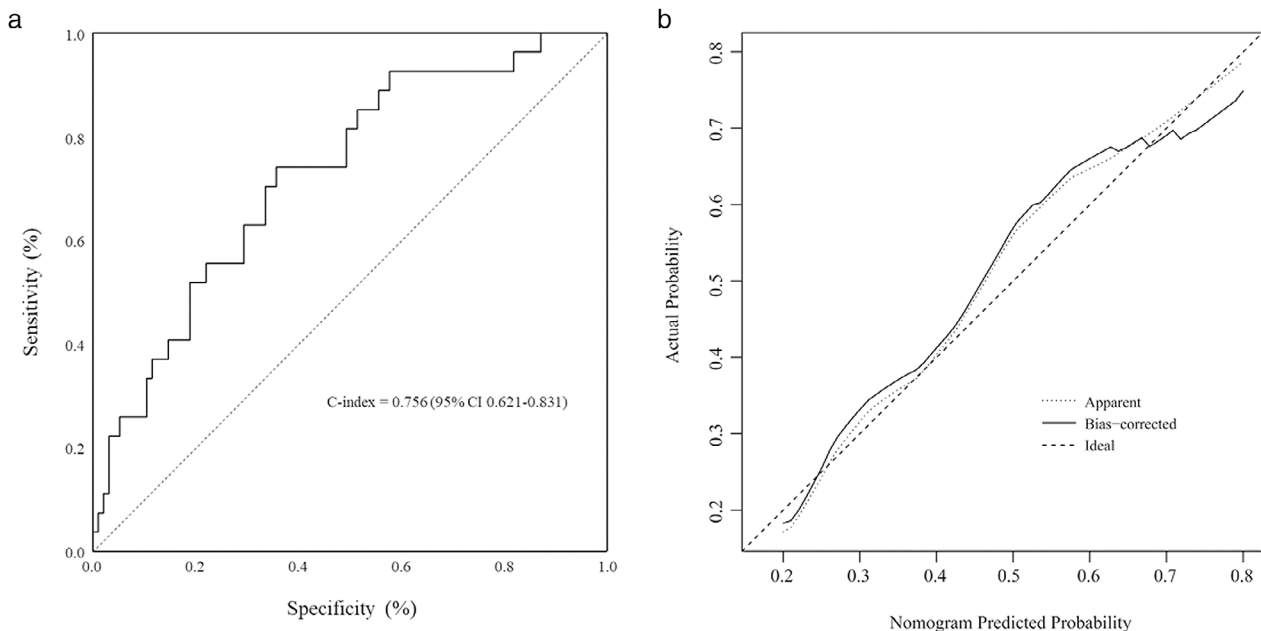 a
1.0
0.8
0.6
0.4
0.2
0.0
Sensitivity (%)
C-index = 0.756 (95% CI 0.621-0.831)
0.0 0.2 0.4 0.6 0.8 1.0
Specificity (%)
b
0.8
0.7
0.6
0.5
0.4
0.3
0.2
Actual Probability
Apparent
Bias-corrected
Ideal
0.2 0.3 0.4 0.5 0.6 0.7 0.8
Nomogram Predicted Probability